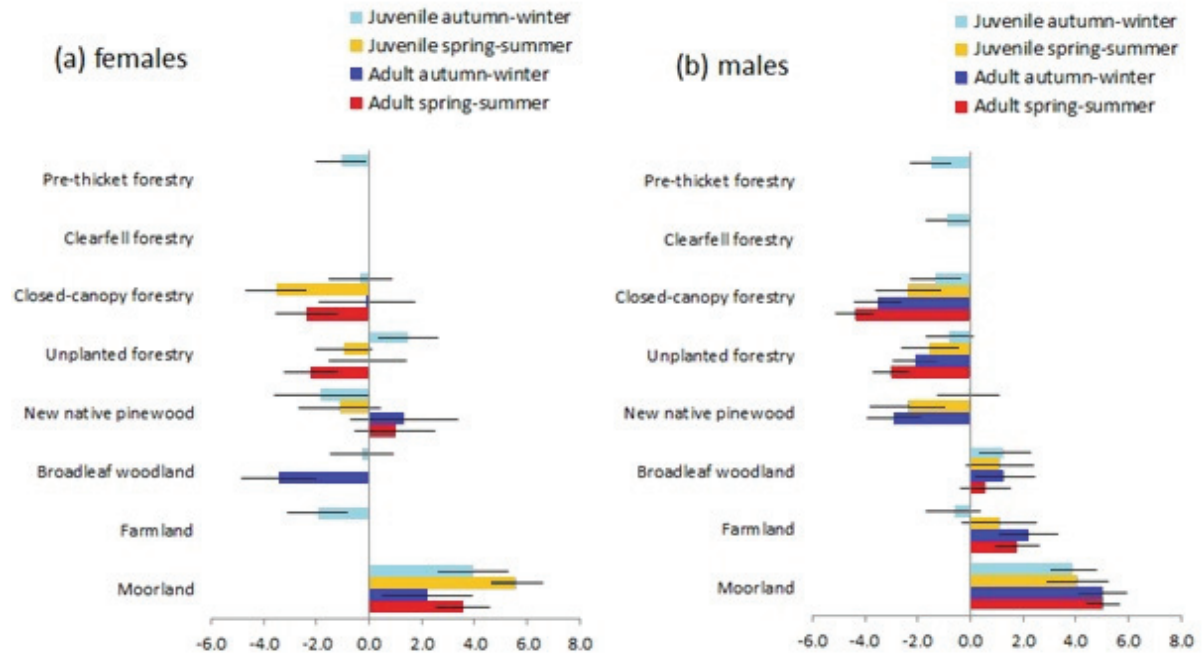 (a) females
Juvenile autumn-winter
Juvenile spring-summer
Adult autumn-winter
Adult spring-summer
Pre-thicket forestry
Clearfell forestry
Closed-canopy forestry
Unplanted forestry
New native pinewood
Broadleaf woodland
Farmland
Moorland
-6.0 -4.0 -2.0 0.0 2.0 4.0 6.0 8.0
(b) males
Juvenile autumn-winter
Juvenile spring-summer
Adult autumn-winter
Adult spring-summer
Pre-thicket forestry
Clearfell forestry
Closed-canopy forestry
Unplanted forestry
New native pinewood
Broadleaf woodland
Farmland
Moorland
-6.0 -4.0 -2.0 0.0 2.0 4.0 6.0 8.0